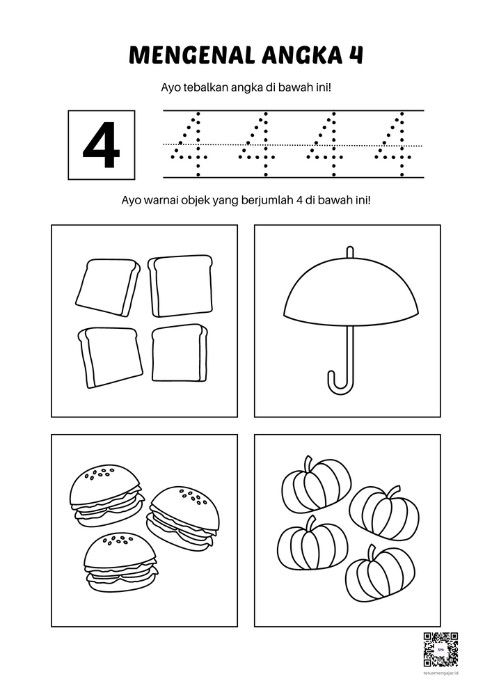 MENGENAL ANGKA 4
Ayo tebalkan angka di bawah ini!
4 4 4 4 4
Ayo warnai objek yang berjumlah 4 di bawah ini!